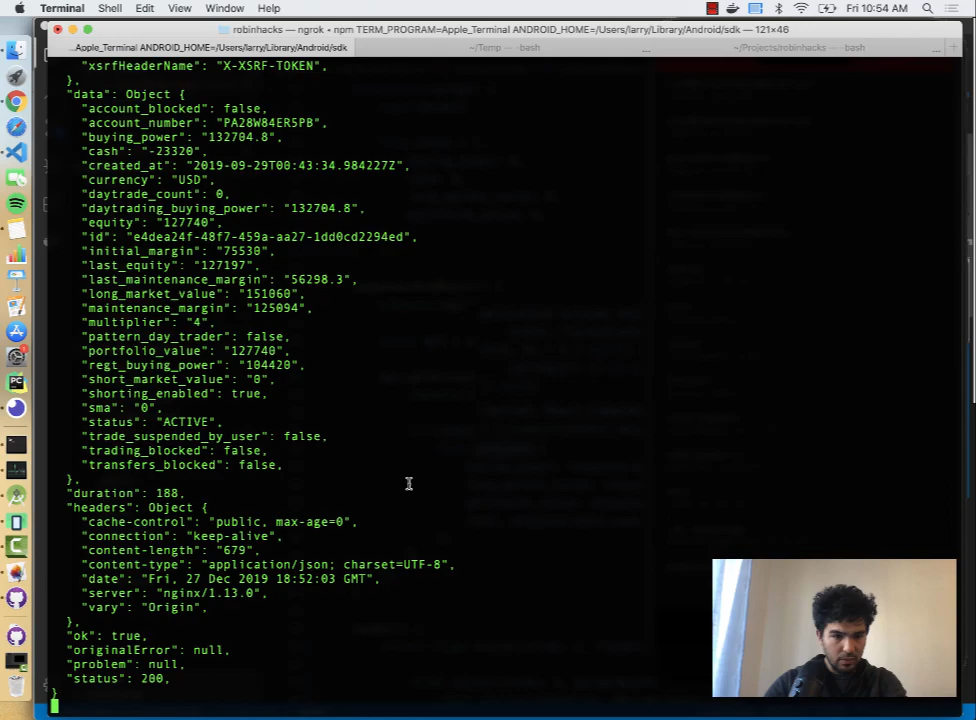 Terminal Shell Edit View Window Help Fri 10:54 AM
robinhacks — ngrok • npm TERM_PROGRAM=Apple_Terminal ANDROID_HOME=/Users/larry/Library/Android/sdk — 121×46
...Apple_Terminal ANDROID_HOME=/Users/larry/Library/Android/sdk ~/Temp — -bash ... ~/Projects/robinhacks — -bash ... +
"xsrfHeaderName": "X-XSRF-TOKEN",
},
"data": Object {
"account_blocked": false,
"account_number": "PA28W84ER5PB",
"buying_power": "132704.8",
"cash": "-23320",
"created_at": "2019-09-29T00:43:34.984227Z",
"currency": "USD",
"daytrade_count": 0,
"daytrading_buying_power": "132704.8",
"equity": "127740",
"id": "e4dea24f-48f7-459a-aa27-1dd0cd2294ed",
"initial_margin": "75530",
"last_equity": "127197",
"last_maintenance_margin": "56298.3",
"long_market_value": "151060",
"maintenance_margin": "125094",
"multiplier": "4",
"pattern_day_trader": false,
"portfolio_value": "127740",
"regt_buying_power": "104420",
"short_market_value": "0",
"shorting_enabled": true,
"sma": "0",
"status": "ACTIVE",
"trade_suspended_by_user": false,
"trading_blocked": false,
"transfers_blocked": false,
},
"duration": 188,
"headers": Object {
"cache-control": "public, max-age=0",
"connection": "keep-alive",
"content-length": "679",
"content-type": "application/json; charset=UTF-8",
"date": "Fri, 27 Dec 2019 18:52:03 GMT",
"server": "nginx/1.13.0",
"vary": "Origin",
},
"ok": true,
"originalError": null,
"problem": null,
"status": 200,
}